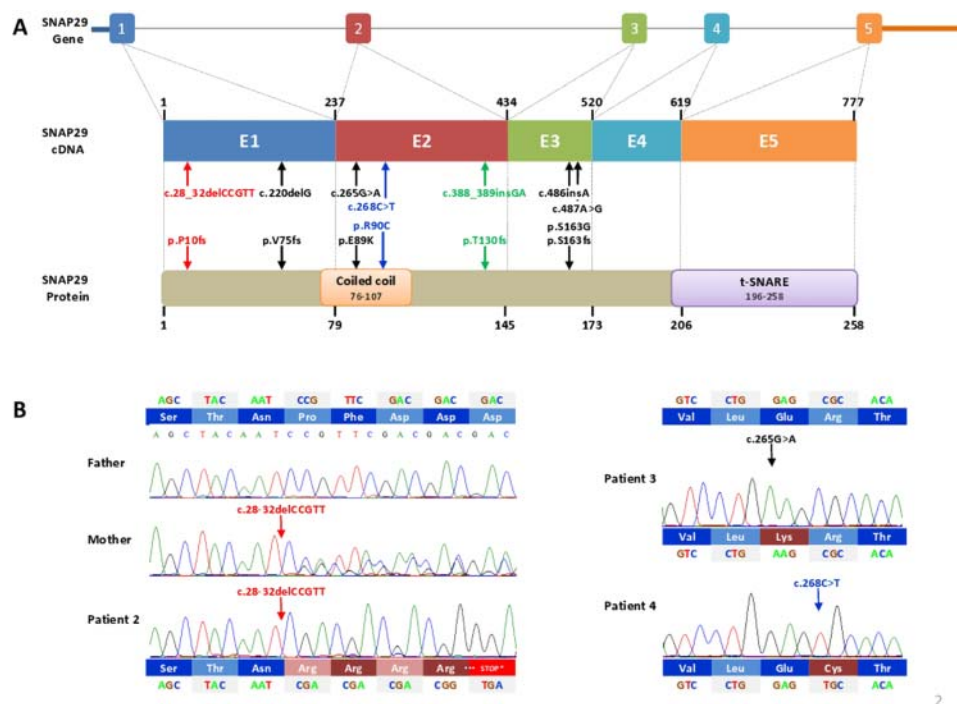 A
SNAP29
Gene
1 2 3 4 5
1 237 434 520 619 777
SNAP29
cDNA
E1 E2 E3 E4 E5
c.28_32delCCGTT c.220delG c.265G>A c.388_389insGA c.486insA
c.268C>T c.487A>G
p.R90C p.S163G
p.P10fs p.V75fs p.E89K p.T130fs p.S163fs
SNAP29
Protein
Coiled coil t-SNARE
76-107 196-258
1 79 145 173 206 258
B
AGC TAC AAT CCG TTC GAC GAC GAC
Ser Thr Asn Pro Phe Asp Asp Asp
A G C T A C A A T C C G T T C G A C G A C G A C
Father
c.28-32delCCGTT
Mother
c.28-32delCCGTT
Patient 2
Ser Thr Asn Arg Arg Arg Arg ... STOP*
AGC TAC AAT CGA CGA CGA CGG TGA
GTC CTG GAG CGC ACA
Val Leu Glu Arg Thr
c.265G>A
Patient 3
Val Leu Lys Arg Thr
GTC CTG AAG CGC ACA
c.268C>T
Patient 4
Val Leu Glu Cys Thr
GTC CTG GAG TGC ACA
2